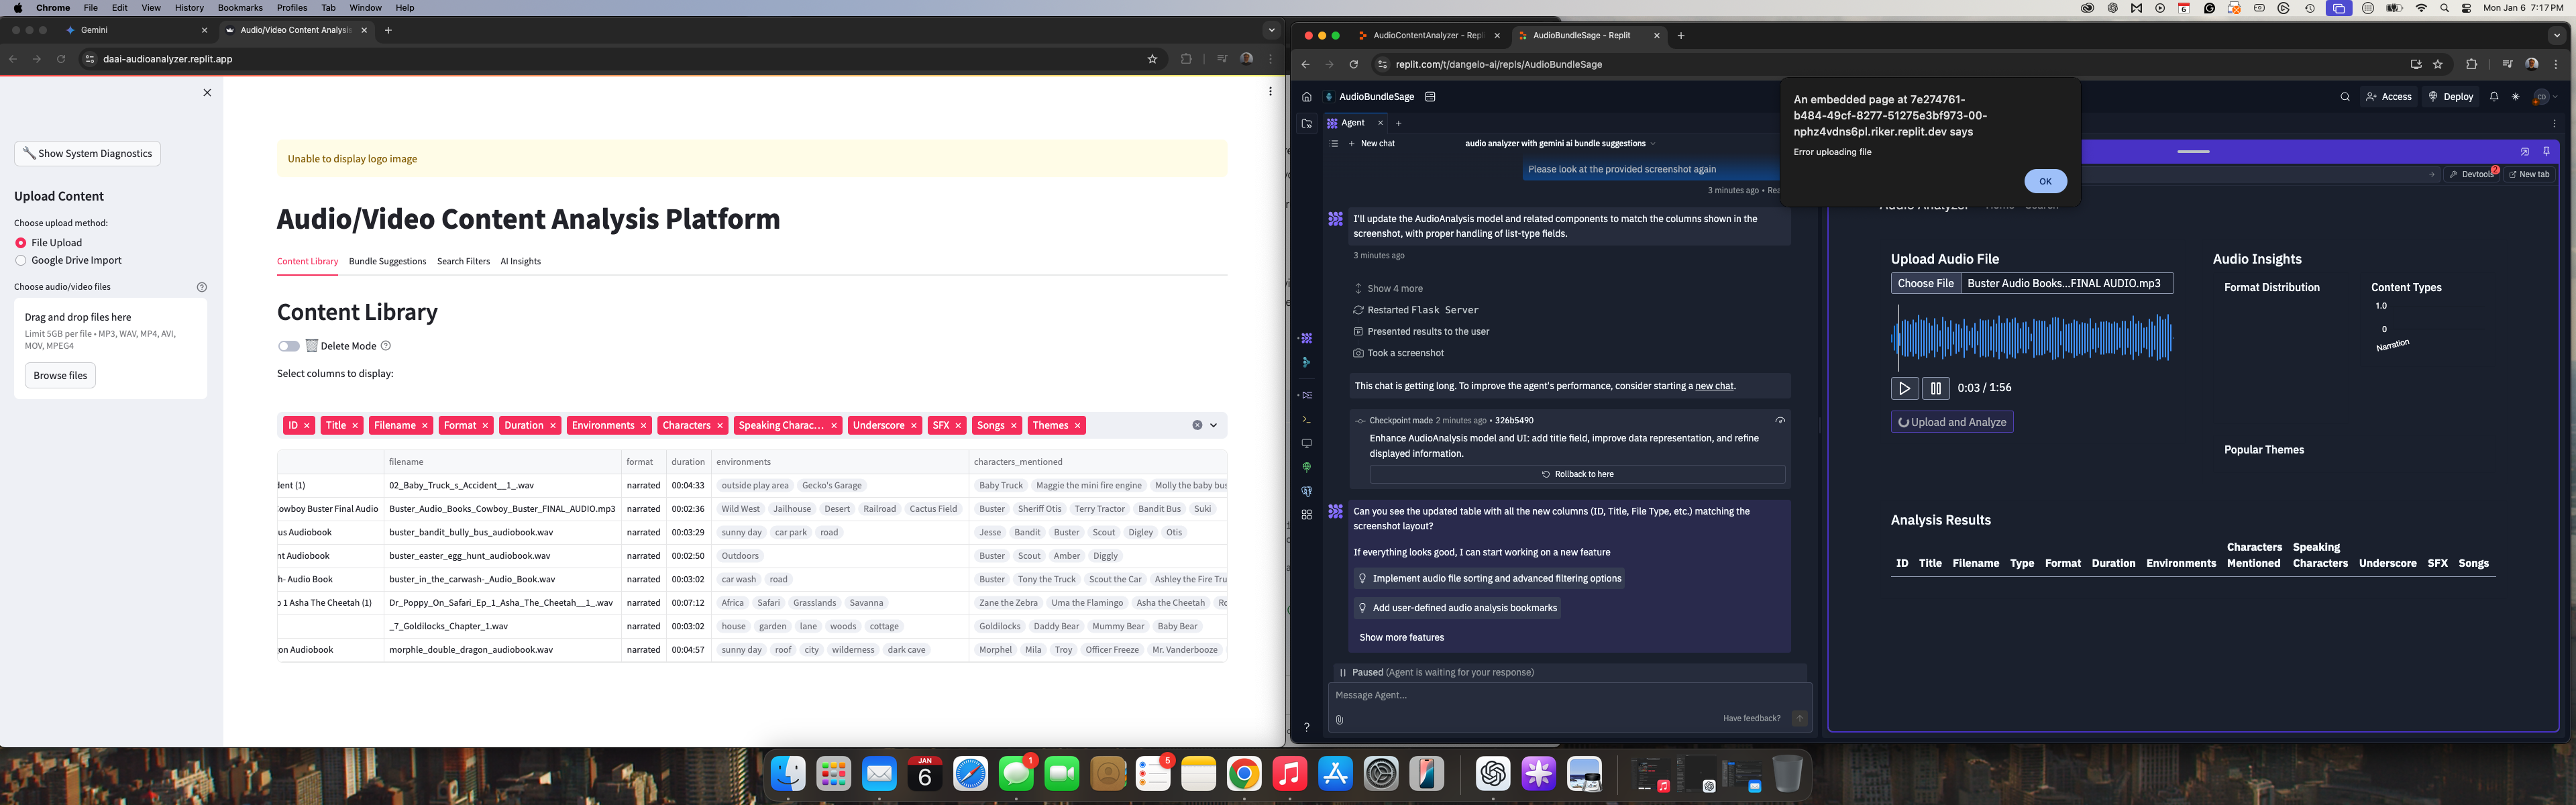 Chrome File Edit View History Bookmarks Profiles Tab Window Help
6
Mon Jan 6 7:17 PM
Gemini
Audio/Video Content Analysis
daai-audioanalyzer.replit.app
Show System Diagnostics
Upload Content
Choose upload method:
File Upload
Google Drive Import
Choose audio/video files
Drag and drop files here
Limit 5GB per file • MP3, WAV, MP4, AVI,
MOV, MPEG4
Browse files
Unable to display logo image
Audio/Video Content Analysis Platform
Content Library Bundle Suggestions Search Filters AI Insights
Content Library
Delete Mode
Select columns to display:
ID Title Filename Format Duration Environments Characters Speaking Charac... Underscore SFX Songs Themes
filename format duration environments characters_mentioned
dent (1) 02_Baby_Truck_s_Accident__1_.wav narrated 00:04:33 outside play area Gecko's Garage Baby Truck Maggie the mini fire engine Molly the baby bus
Cowboy Buster Final Audio Buster_Audio_Books_Cowboy_Buster_FINAL_AUDIO.mp3 narrated 00:02:36 Wild West Jailhouse Desert Railroad Cactus Field Buster Sheriff Otis Terry Tractor Bandit Bus Suki
us Audiobook buster_bandit_bully_bus_audiobook.wav narrated 00:03:29 sunny day car park road Jesse Bandit Buster Scout Digley Otis
nt Audiobook buster_easter_egg_hunt_audiobook.wav narrated 00:02:50 Outdoors Buster Scout Amber Diggly
h- Audio Book buster_in_the_carwash-_Audio_Book.wav narrated 00:03:02 car wash road Buster Tony the Truck Scout the Car Ashley the Fire Tru
p 1 Asha The Cheetah (1) Dr_Poppy_On_Safari_Ep_1_Asha_The_Cheetah__1_.wav narrated 00:07:12 Africa Safari Grasslands Savanna Zane the Zebra Uma the Flamingo Asha the Cheetah Ro
_7_Goldilocks_Chapter_1.wav narrated 00:03:02 house garden lane woods cottage Goldilocks Daddy Bear Mummy Bear Baby Bear
on Audiobook morphle_double_dragon_audiobook.wav narrated 00:04:57 sunny day roof city wilderness dark cave Morphel Mila Troy Officer Freeze Mr. Vanderbooze
AudioContentAnalyzer - Repl
AudioBundleSage - Replit
replit.com/t/dangelo-ai/repls/AudioBundleSage
AudioBundleSage
Access
Deploy
CD
Agent
New chat
audio analyzer with gemini ai bundle suggestions
Please look at the provided screenshot again
3 minutes ago • Rea
I'll update the AudioAnalysis model and related components to match the columns shown in the
screenshot, with proper handling of list-type fields.
3 minutes ago
Show 4 more
Restarted Flask Server
Presented results to the user
Took a screenshot
This chat is getting long. To improve the agent's performance, consider starting a new chat.
Checkpoint made 2 minutes ago • 326b5490
Enhance AudioAnalysis model and UI: add title field, improve data representation, and refine
displayed information.
Rollback to here
Can you see the updated table with all the new columns (ID, Title, File Type, etc.) matching the
screenshot layout?
If everything looks good, I can start working on a new feature
Implement audio file sorting and advanced filtering options
Add user-defined audio analysis bookmarks
Show more features
Paused (Agent is waiting for your response)
Message Agent...
Have feedback?
An embedded page at 7e274761-
b484-49cf-8277-51275e3bf973-00-
nphz4vdns6pl.riker.replit.dev says
Error uploading file
OK
Devtools
2
New tab
Audio Analyzer Home Search
Upload Audio File
Choose File Buster Audio Books...FINAL AUDIO.mp3
0:03 / 1:56
Upload and Analyze
Audio Insights
Format Distribution
Content Types
1.0
0
Narration
Popular Themes
Analysis Results
ID Title Filename Type Format Duration Environments Characters Mentioned Speaking Characters Underscore SFX Songs
JAN
6
1
5